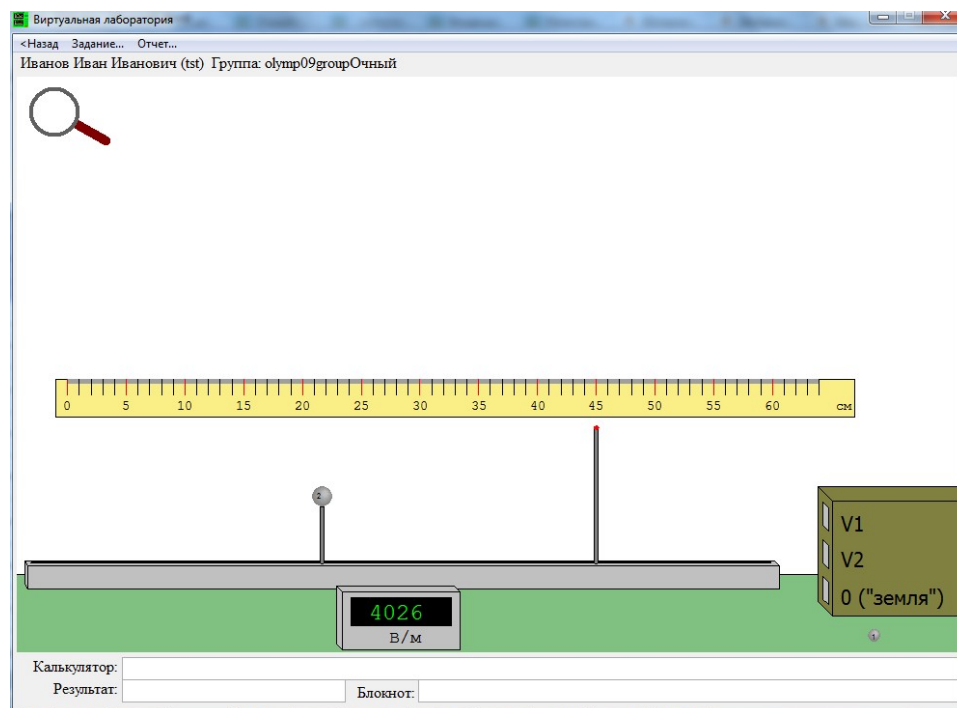 Виртуальная лаборатория
<Назад Задание... Отчет...
Иванов Иван Иванович (tst) Группа: olymp09groupОчный
0 5 10 15 20 25 30 35 40 45 50 55 60 см
2
V1
V2
0 ("земля")
4026
В/м
1
Калькулятор:
Результат: Блокнот: